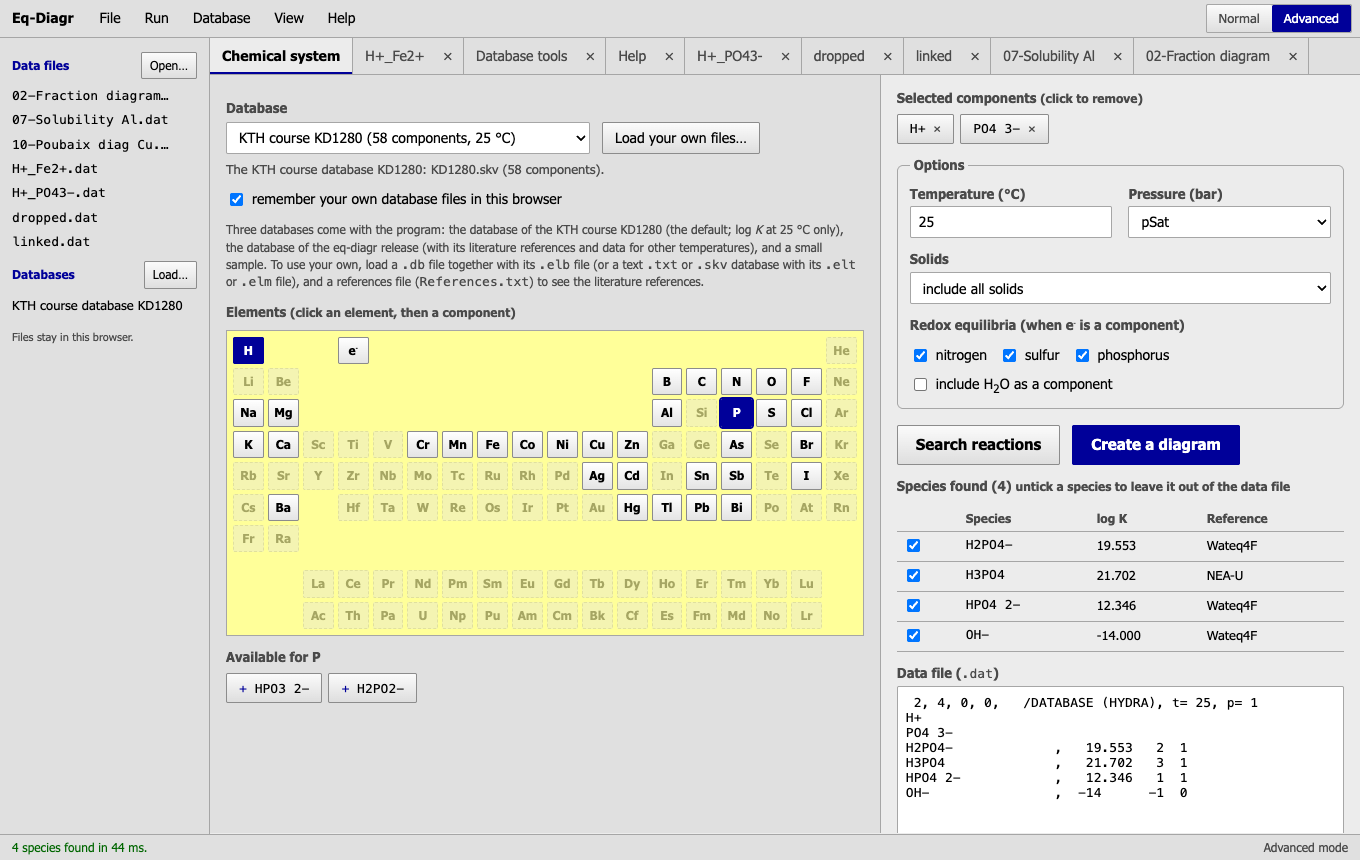 Eq-Diagr File Run Database View Help Normal Advanced
Data files Open...
02-Fraction diagram…
07-Solubility Al.dat
10-Poubaix diag Cu.…
H+_Fe2+.dat
H+_PO43-.dat
dropped.dat
linked.dat
Databases Load...
KTH course database KD1280
Files stay in this browser.
Chemical system H+_Fe2+ × Database tools × Help × H+_PO43- × dropped × linked × 07-Solubility Al × 02-Fraction diagram ×
Database
KTH course KD1280 (58 components, 25 °C) Load your own files...
The KTH course database KD1280: KD1280.skv (58 components).
remember your own database files in this browser
Three databases come with the program: the database of the KTH course KD1280 (the default; log K at 25 °C only),
the database of the eq-diagr release (with its literature references and data for other temperatures), and a small
sample. To use your own, load a .db file together with its .elb file (or a text .txt or .skv database with its .elt
or .elm file), and a references file (References.txt) to see the literature references.
Elements (click an element, then a component)
H e- He
Li Be B C N O F Ne
Na Mg Al Si P S Cl Ar
K Ca Sc Ti V Cr Mn Fe Co Ni Cu Zn Ga Ge As Se Br Kr
Rb Sr Y Zr Nb Mo Tc Ru Rh Pd Ag Cd In Sn Sb Te I Xe
Cs Ba Hf Ta W Re Os Ir Pt Au Hg Tl Pb Bi Po At Rn
Fr Ra
La Ce Pr Nd Pm Sm Eu Gd Tb Dy Ho Er Tm Yb Lu
Ac Th Pa U Np Pu Am Cm Bk Cf Es Fm Md No Lr
Available for P
+ HPO3 2− + H2PO2−
Selected components (click to remove)
H+ × PO4 3− ×
Options
Temperature (°C) Pressure (bar)
25 pSat
Solids
include all solids
Redox equilibria (when e- is a component)
nitrogen sulfur phosphorus
include H2O as a component
Search reactions Create a diagram
Species found (4) untick a species to leave it out of the data file
Species log K Reference
H2PO4− 19.553 Wateq4F
H3PO4 21.702 NEA-U
HPO4 2− 12.346 Wateq4F
OH− -14.000 Wateq4F
Data file (.dat)
2, 4, 0, 0, /DATABASE (HYDRA), t= 25, p= 1
H+
PO4 3−
H2PO4− , 19.553 2 1
H3PO4 , 21.702 3 1
HPO4 2− , 12.346 1 1
OH− , -14 -1 0
4 species found in 44 ms. Advanced mode